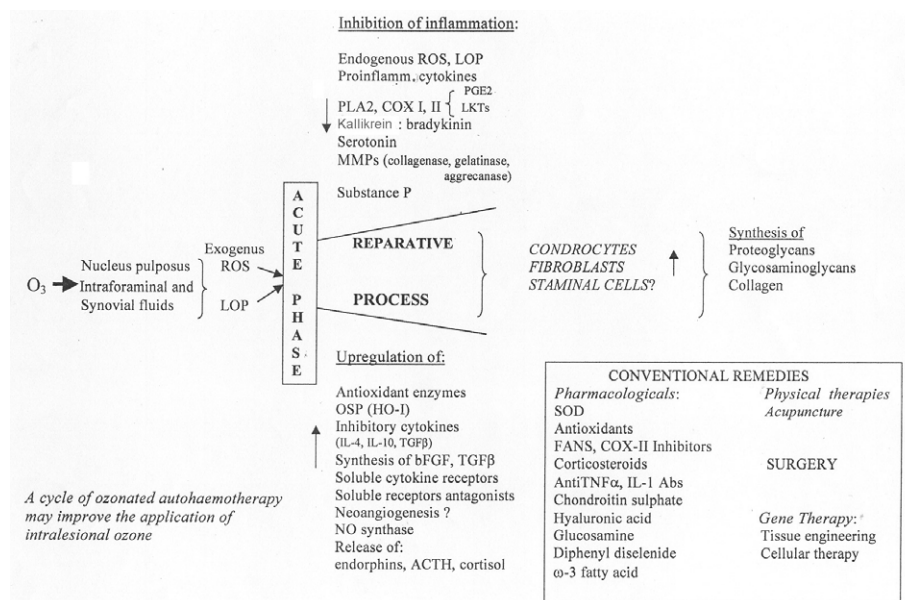 Inhibition of inflammation:
Endogenous ROS, LOP
Proinflamm. cytokines
PGE2
PLA2, COX I, II
LKTs
Kallikrein : bradykinin
Serotonin
MMPs (collagenase, gelatinase,
aggrecanase)
Substance P
ACUTE PHASE
O₃
Nucleus pulposus
Intraforaminal and
Synovial fluids
Exogenus
ROS
LOP
REPARATIVE
PROCESS
CONDROCYTES
FIBROBLASTS
STAMINAL CELLS?
Synthesis of
Proteoglycans
Glycosaminoglycans
Collagen
Upregulation of:
Antioxidant enzymes
OSP (HO-I)
Inhibitory cytokines
(IL-4, IL-10, TGFβ)
Synthesis of bFGF, TGFβ
Soluble cytokine receptors
Soluble receptors antagonists
Neoangiogenesis ?
NO synthase
Release of:
endorphins, ACTH, cortisol
A cycle of ozonated autohaemotherapy
may improve the application of
intralesional ozone
CONVENTIONAL REMEDIES
Pharmacologicals:
SOD
Antioxidants
FANS, COX-II Inhibitors
Corticosteroids
AntiTNFα, IL-1 Abs
Chondroitin sulphate
Hyaluronic acid
Glucosamine
Diphenyl diselenide
ω-3 fatty acid
Physical therapies
Acupuncture
SURGERY
Gene Therapy:
Tissue engineering
Cellular therapy